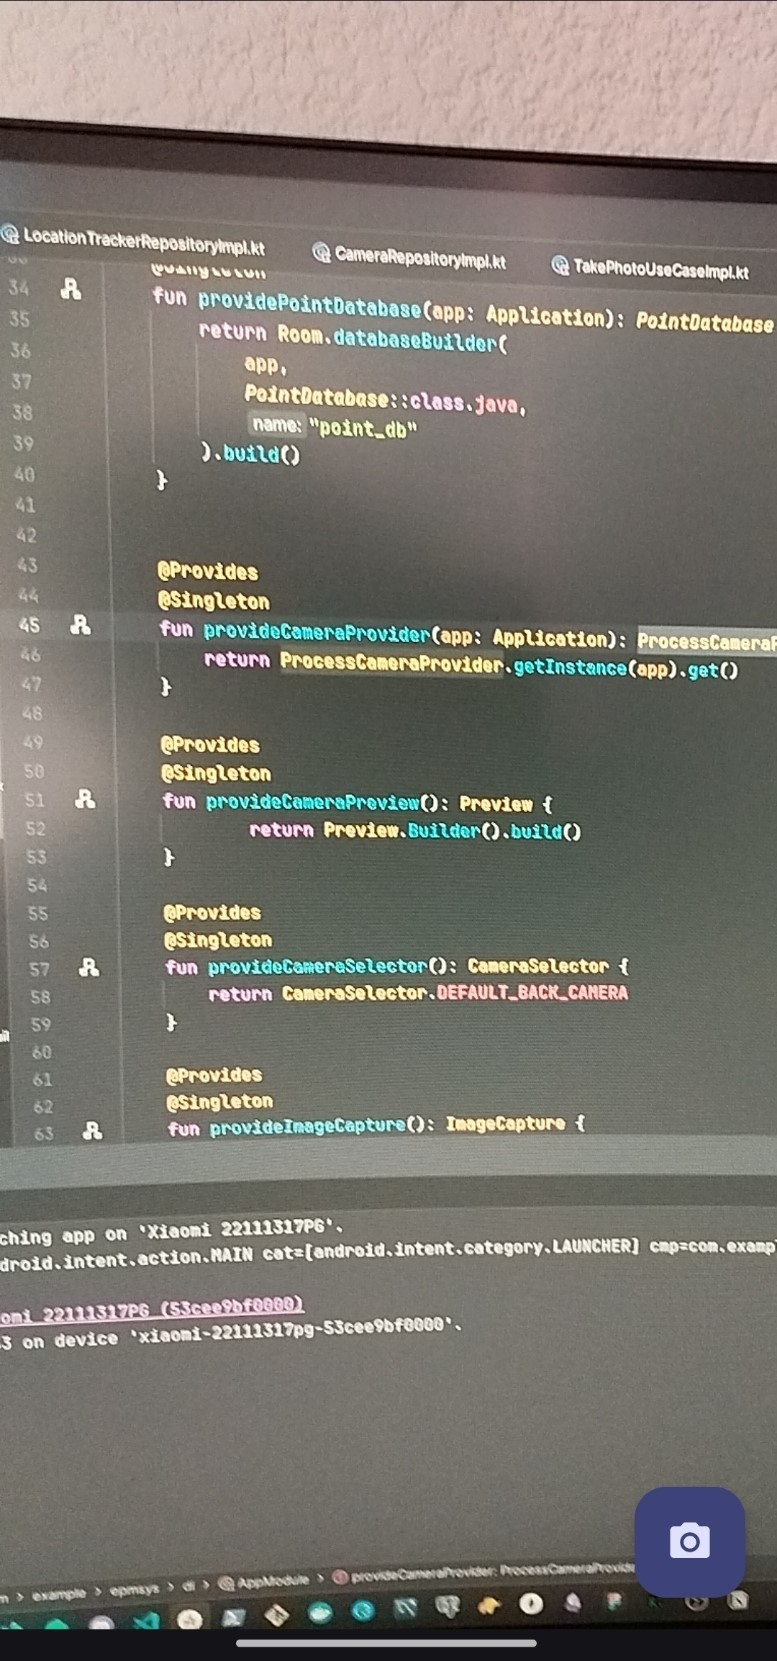 LocationTrackerRepositoryImpl.kt CameraRepositoryImpl.kt TakePhotoUseCaseImpl.kt
@Singleton
34 fun providePointDatabase(app: Application): PointDatabase
35 return Room.databaseBuilder(
36 app,
37 PointDatabase::class.java,
38 name: "point_db"
39 ).build()
40 }
41
42
43 @Provides
44 @Singleton
45 fun provideCameraProvider(app: Application): ProcessCameraP
46 return ProcessCameraProvider.getInstance(app).get()
47 }
48
49 @Provides
50 @Singleton
51 fun provideCameraPreview(): Preview {
52 return Preview.Builder().build()
53 }
54
55 @Provides
56 @Singleton
57 fun provideCameraSelector(): CameraSelector {
58 return CameraSelector.DEFAULT_BACK_CAMERA
59 }
60
61 @Provides
62 @Singleton
63 fun provideImageCapture(): ImageCapture {
ching app on 'Xiaomi 22111317PG'.
droid.intent.action.MAIN cat=[android.intent.category.LAUNCHER] cmp=com.examp
omi 22111317PG (53cee9bf0000)
3 on device 'xiaomi-22111317pg-53cee9bf0000'.
m > example > epmsys > di > AppModule > provideCameraProvider: ProcessCameraProvide